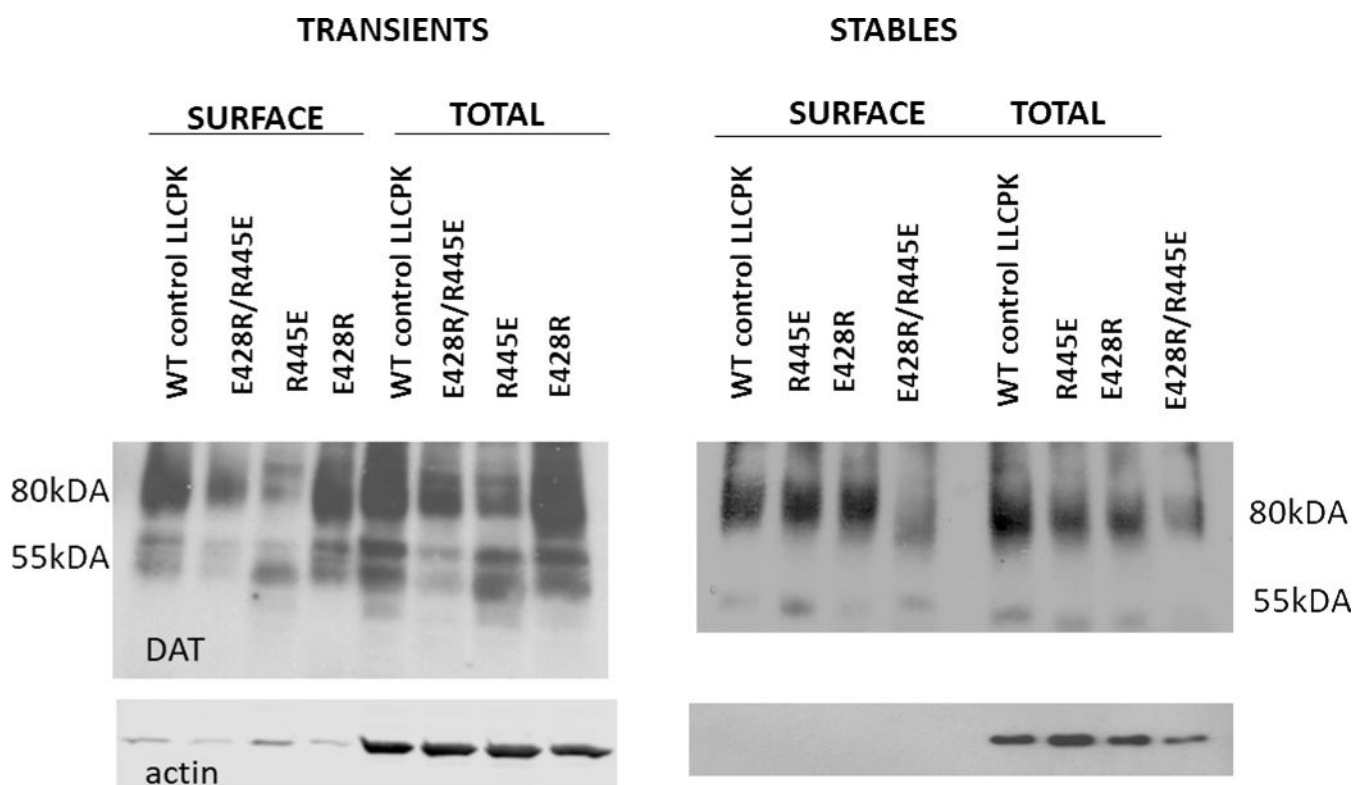 TRANSIENTS
STABLES
SURFACE
TOTAL
SURFACE
TOTAL
WT control LLCPK
E428R/R445E
R445E
E428R
WT control LLCPK
E428R/R445E
R445E
E428R
WT control LLCPK
R445E
E428R
E428R/R445E
WT control LLCPK
R445E
E428R
E428R/R445E
80kDA
55kDA
DAT
actin
80kDA
55kDA